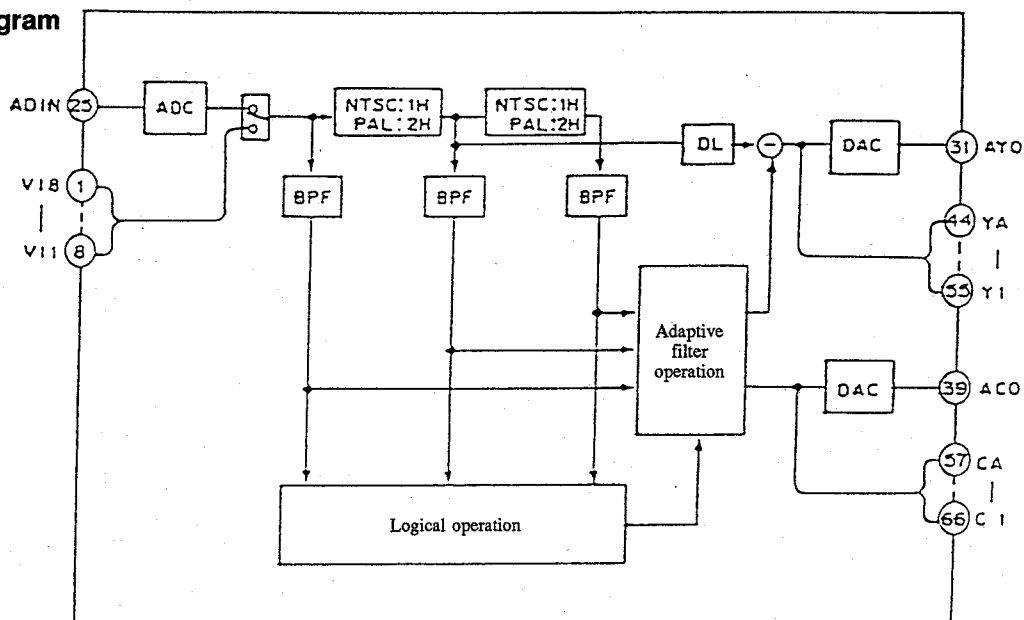 gram
ADIN 25
ADC
NTSC:1H
PAL:2H
NTSC:1H
PAL:2H
DL
−
DAC
31 AYO
VI8 1
BPF
BPF
BPF
44 YA
VI1 8
55 Y1
Adaptive
filter
operation
DAC
39 ACO
57 CA
66 C1
Logical operation